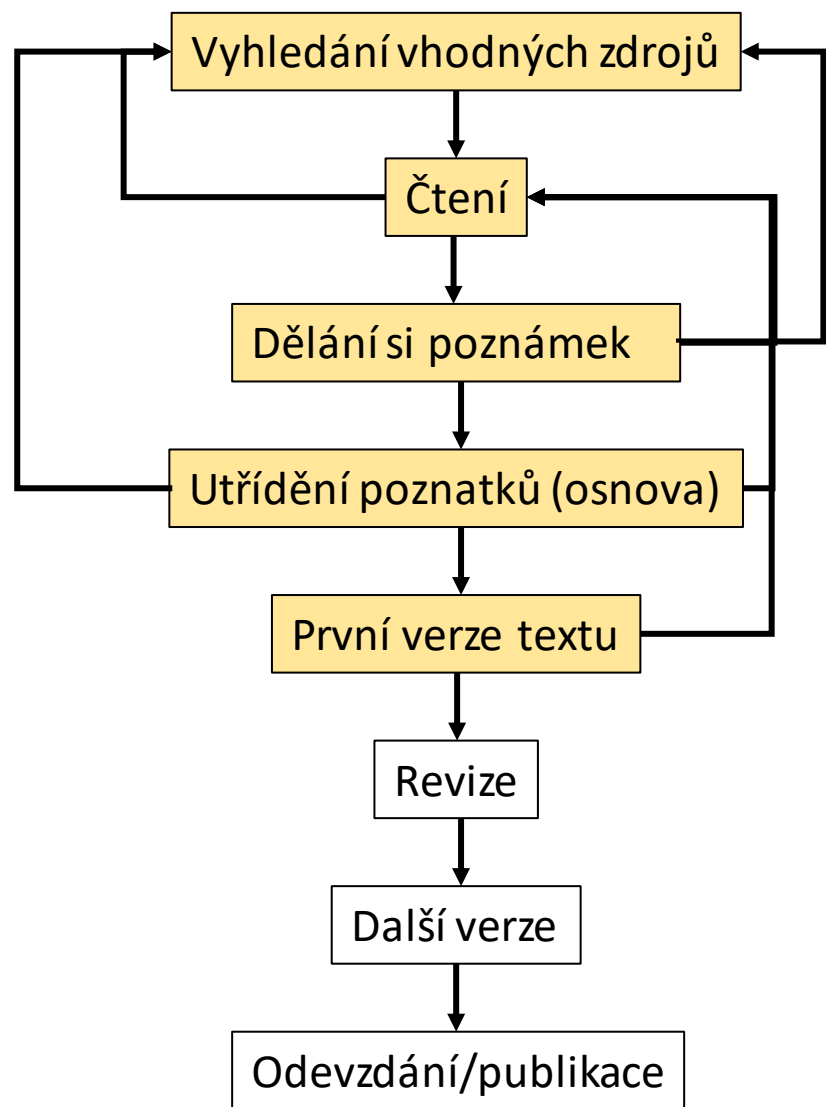 Vyhledání vhodných zdrojů
Čtení
Dělání si poznámek
Utřídění poznatků (osnova)
První verze textu
Revize
Další verze
Odevzdání/publikace